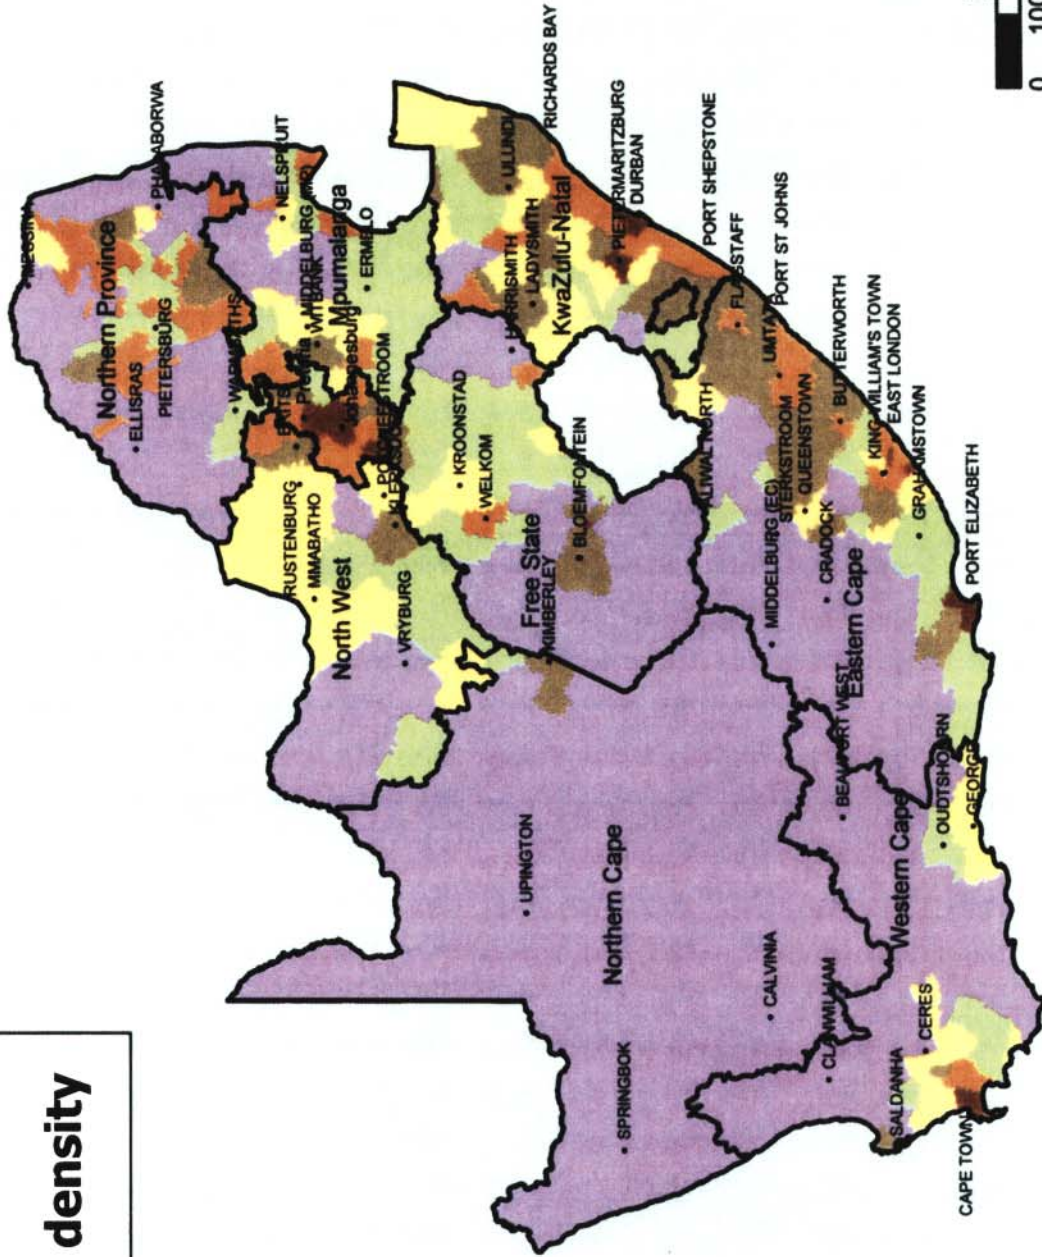 density
MESSINA
PHALABORWA
Northern Province
ELLISRAS
PIETERSBURG
WARMBATHS
NELSPRUIT
MIDDELBURG (MP)
WITBANK
Mpumalanga
ERMELO
BRITS
Pretoria
Johannesburg
POTCHEFSTROOM
KLERKSDORP
RUSTENBURG
MMABATHO
North West
VRYBURG
KROONSTAD
WELKOM
Free State
BLOEMFONTEIN
KIMBERLEY
HARRISMITH
LADYSMITH
KwaZulu-Natal
ULUNDI
RICHARDS BAY
PIETERMARITZBURG
DURBAN
PORT SHEPSTONE
FLAGSTAFF
PORT ST JOHNS
UMTATA
BUTTERWORTH
KING WILLIAM'S TOWN
EAST LONDON
GRAHAMSTOWN
PORT ELIZABETH
ALIWAL NORTH
STERKSTROOM
QUEENSTOWN
MIDDELBURG (EC)
CRADOCK
Eastern Cape
BEAUFORT WEST
OUDTSHOORN
GEORGE
Western Cape
UPINGTON
Northern Cape
CALVINIA
CLANWILLIAM
SPRINGBOK
SALDANHA
CERES
CAPE TOWN
0 100